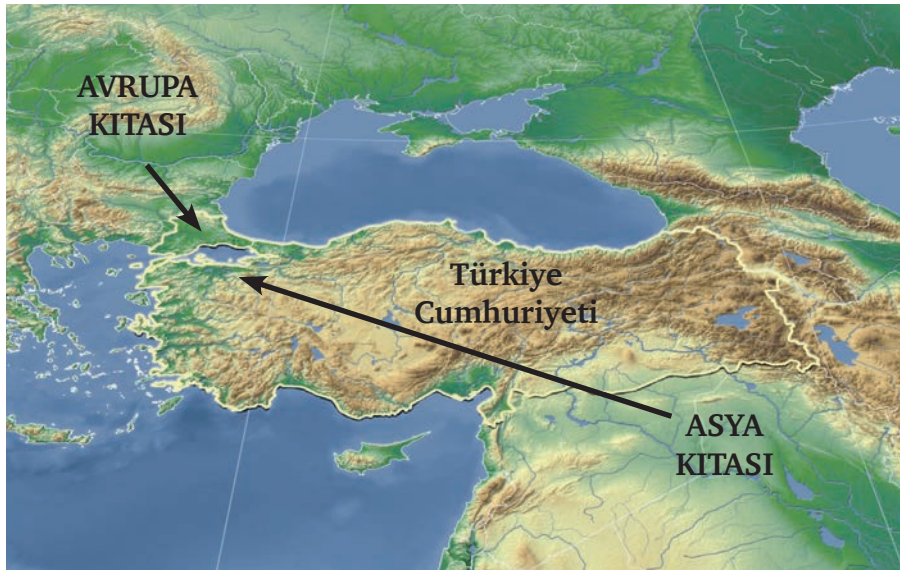 AVRUPA
KITASI
Türkiye
Cumhuriyeti
ASYA
KITASI